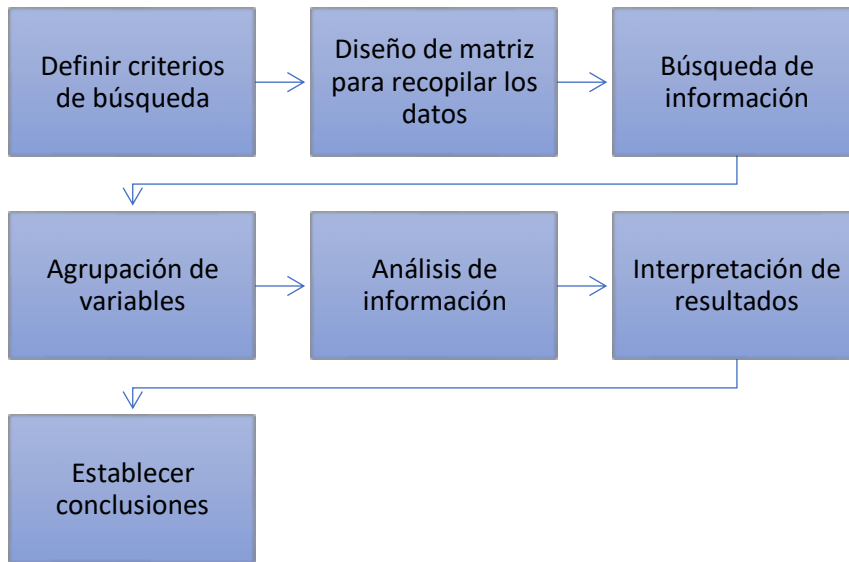 Definir criterios
de búsqueda
Diseño de matriz
para recopilar los
datos
Búsqueda de
información
Agrupación de
variables
Análisis de
información
Interpretación de
resultados
Establecer
conclusiones